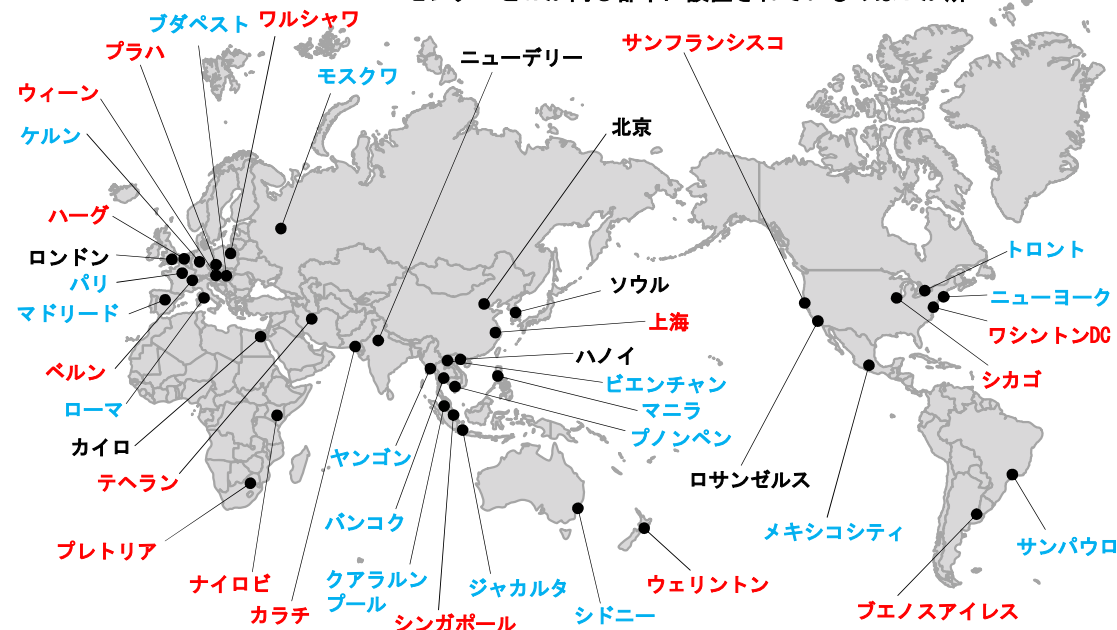 ブダペスト
ワルシャワ
プラハ
ニューデリー
サンフランシスコ
モスクワ
ウィーン
ケルン
北京
ハーグ
ロンドン
パリ
マドリード
トロント
ソウル
ニューヨーク
上海
ワシントンDC
ハノイ
ベルン
ビエンチャン
シカゴ
ローマ
マニラ
カイロ
プノンペン
ヤンゴン
テヘラン
ロサンゼルス
バンコク
メキシコシティ
プレトリア
サンパウロ
ナイロビ
クアラルン
プール
ジャカルタ
ウェリントン
カラチ
シンガポール
シドニー
ブエノスアイレス